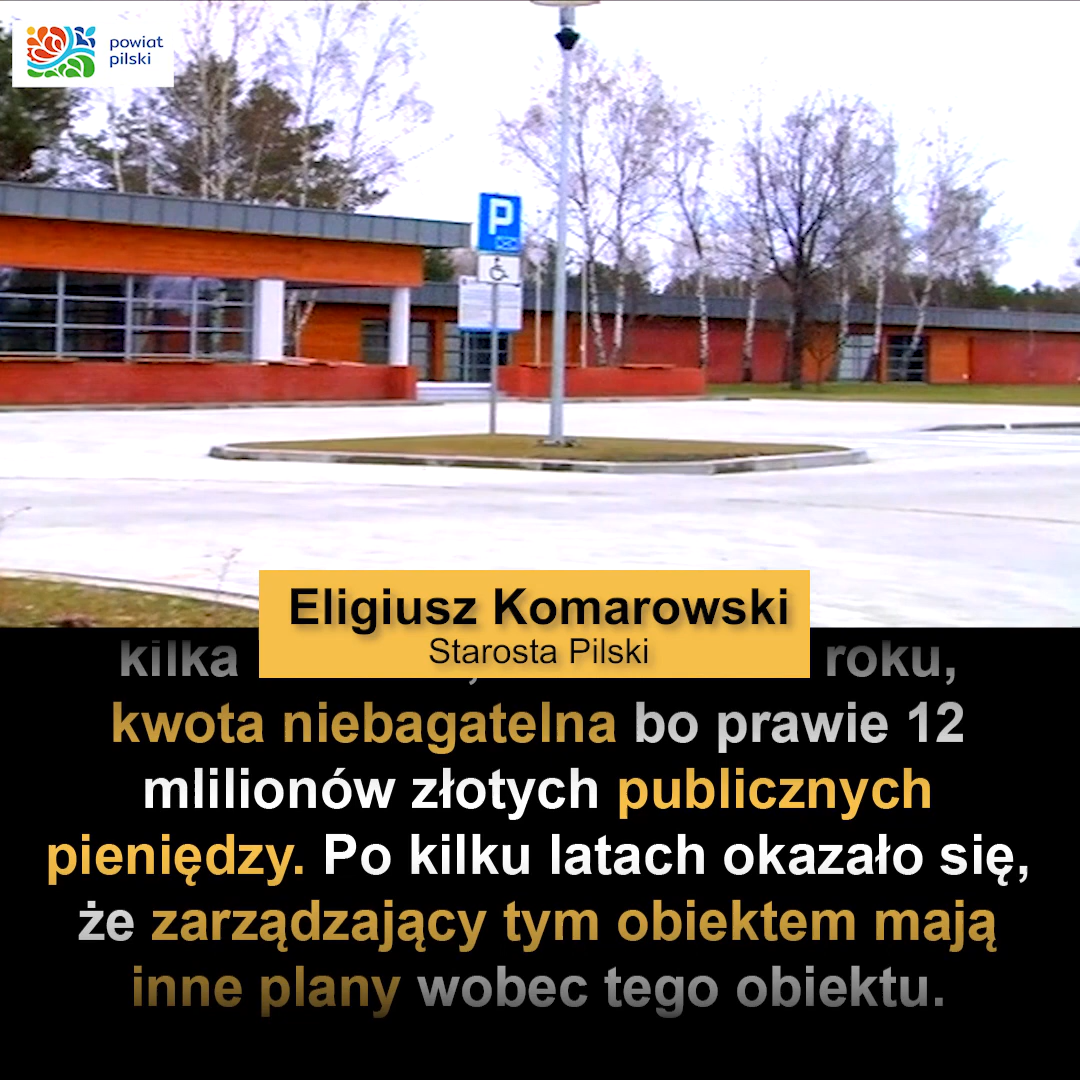 powiat
pilski
P
Eligiusz Komarowski
Starosta Pilski
kilka roku,
kwota niebagatelna bo prawie 12
mlilionów złotych publicznych
pieniędzy. Po kilku latach okazało się,
że zarządzający tym obiektem mają
inne plany wobec tego obiektu.